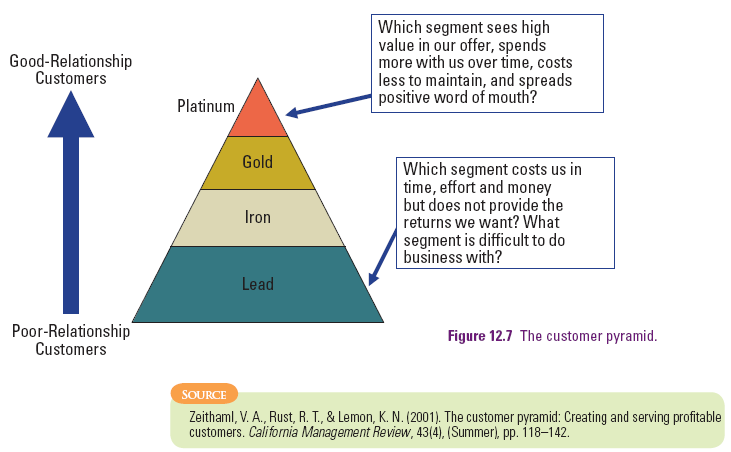 Good-Relationship
Customers
Which segment sees high
value in our offer, spends
more with us over time, costs
less to maintain, and spreads
positive word of mouth?
Platinum
Gold
Iron
Lead
Which segment costs us in
time, effort and money
but does not provide the
returns we want? What
segment is difficult to do
business with?
Poor-Relationship
Customers
Figure 12.7 The customer pyramid.
SOURCE
Zeithaml, V. A., Rust, R. T., & Lemon, K. N. (2001). The customer pyramid: Creating and serving profitable
customers. California Management Review, 43(4), (Summer), pp. 118–142.